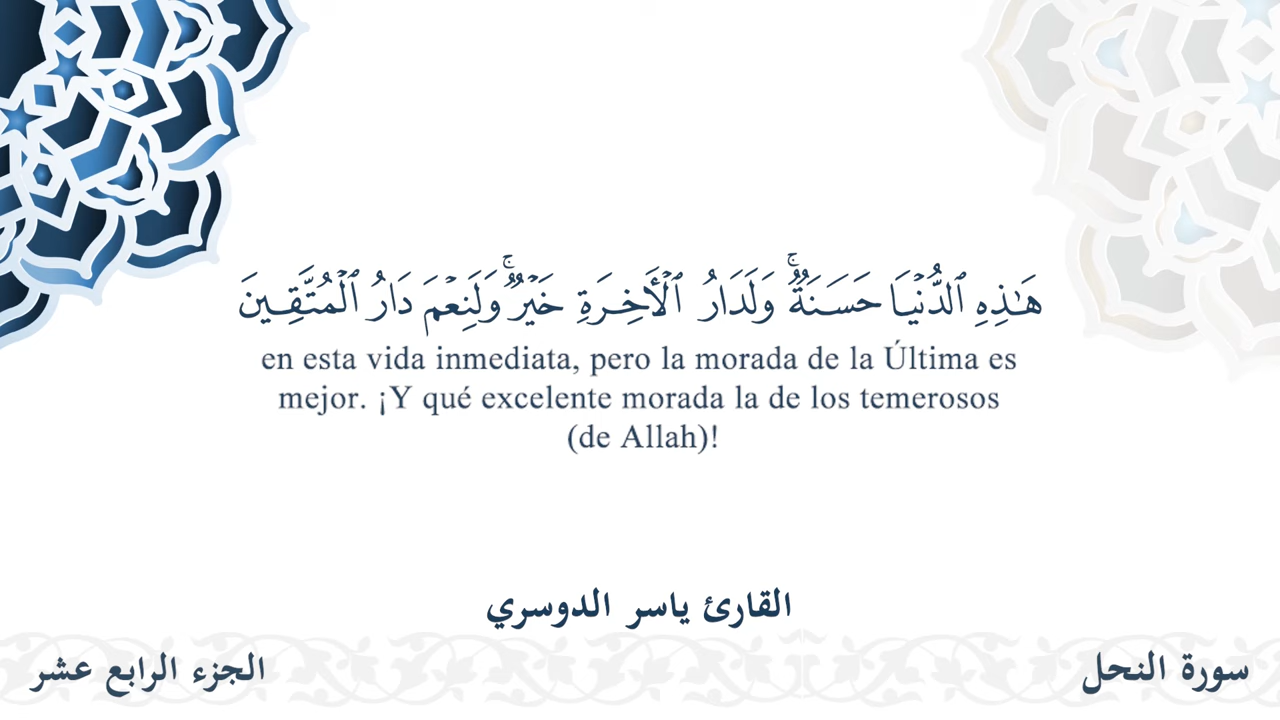 هَـٰذِهِ ٱلدُّنۡيَا حَسَنَةٞۚ وَلَدَارُ ٱلۡأٓخِرَةِ خَيۡرٞۚ وَلَنِعۡمَ دَارُ ٱلۡمُتَّقِينَ
en esta vida inmediata, pero la morada de la Última es
mejor. ¡Y qué excelente morada la de los temerosos
(de Allah)!
القارئ ياسر الدوسري
سورة النحل
الجزء الرابع عشر